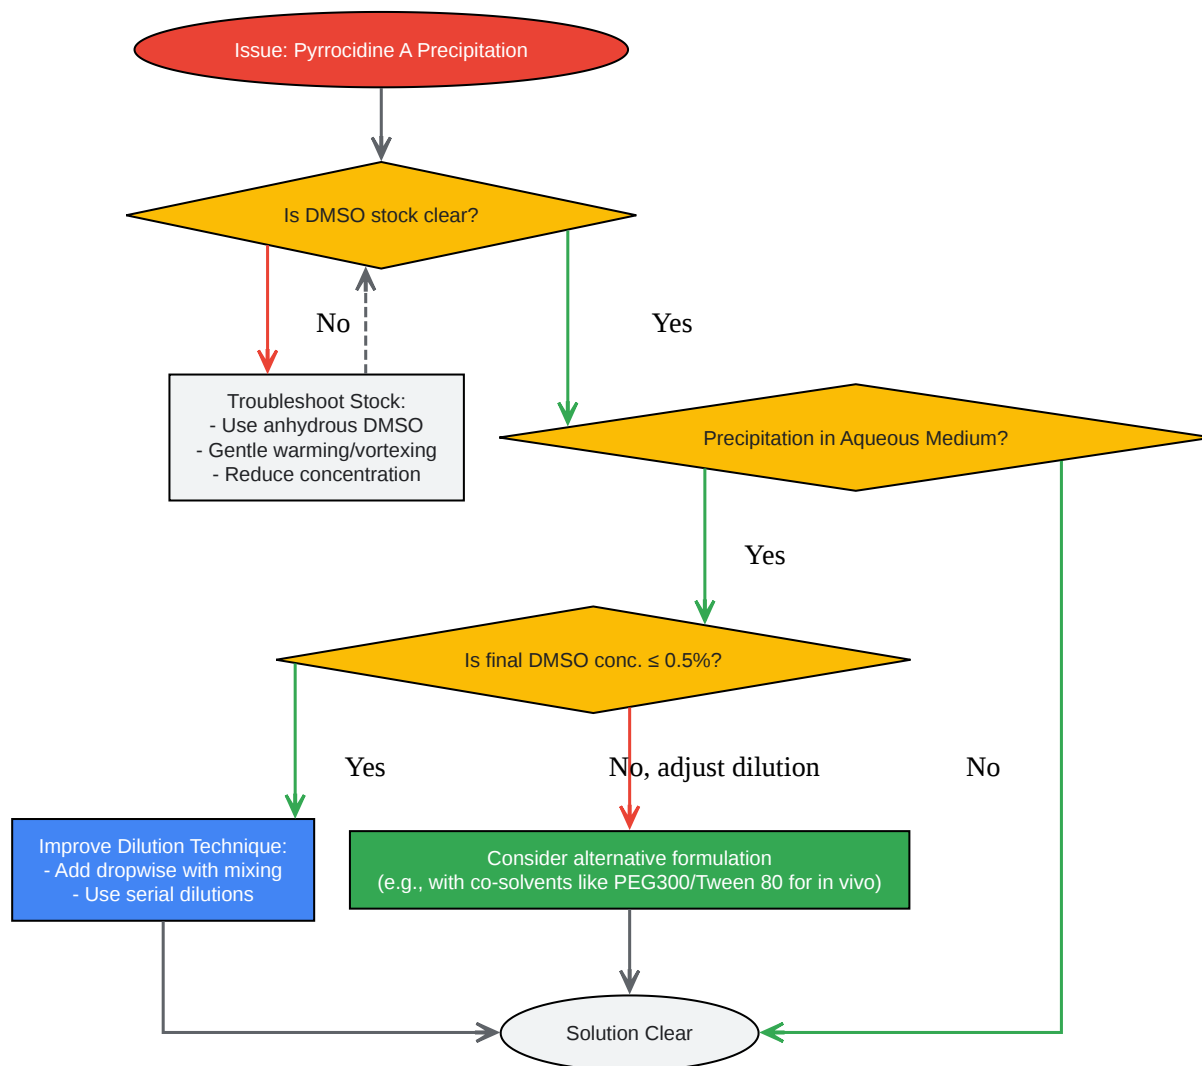 Issue: Pyrrocidine A Precipitation
Is DMSO stock clear?
No
Yes
Troubleshoot Stock:
- Use anhydrous DMSO
- Gentle warming/vortexing
- Reduce concentration
Precipitation in Aqueous Medium?
Yes
Is final DMSO conc. ≤ 0.5%?
Yes
No, adjust dilution
No
Improve Dilution Technique:
- Add dropwise with mixing
- Use serial dilutions
Consider alternative formulation
(e.g., with co-solvents like PEG300/Tween 80 for in vivo)
Solution Clear